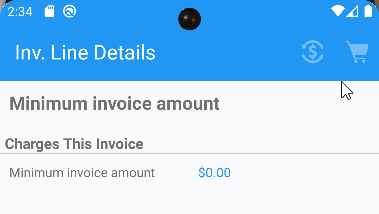 2:34
Inv. Line Details
Minimum invoice amount
Charges This Invoice
Minimum invoice amount $0.00